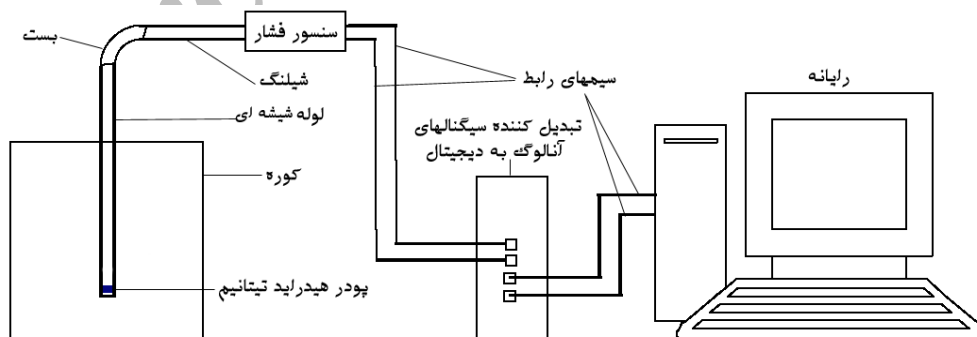 سنسور فشار
بست
شیلنگ
سیمهای رابط
رایانه
لوله شیشه ای
تبدیل کننده سیگنالهای
آنالوگ به دیجیتال
کوره
پودر هیدراید تیتانیم